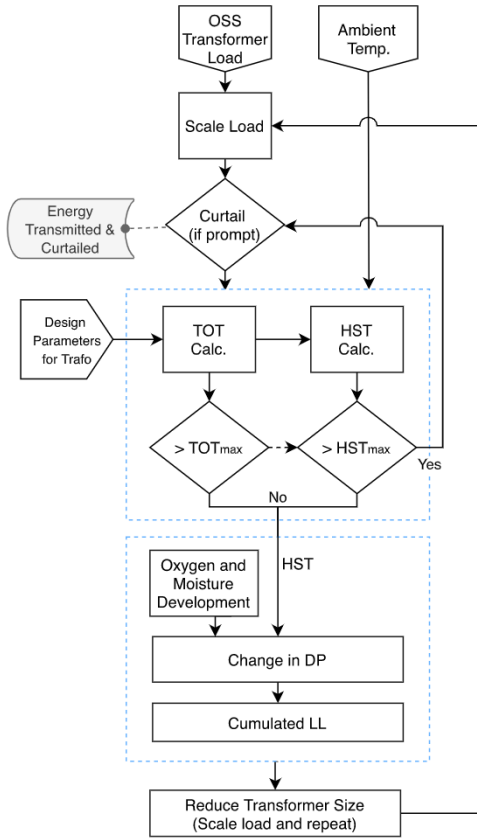 OSS
Transformer
Load
Ambient
Temp.
Scale Load
Curtail
(if prompt)
Energy
Transmitted &
Curtailed
Design
Parameters
for Trafo
TOT
Calc.
HST
Calc.
> TOTmax
> HSTmax
Yes
No
HST
Oxygen and
Moisture
Development
Change in DP
Cumulated LL
Reduce Transformer Size
(Scale load and repeat)